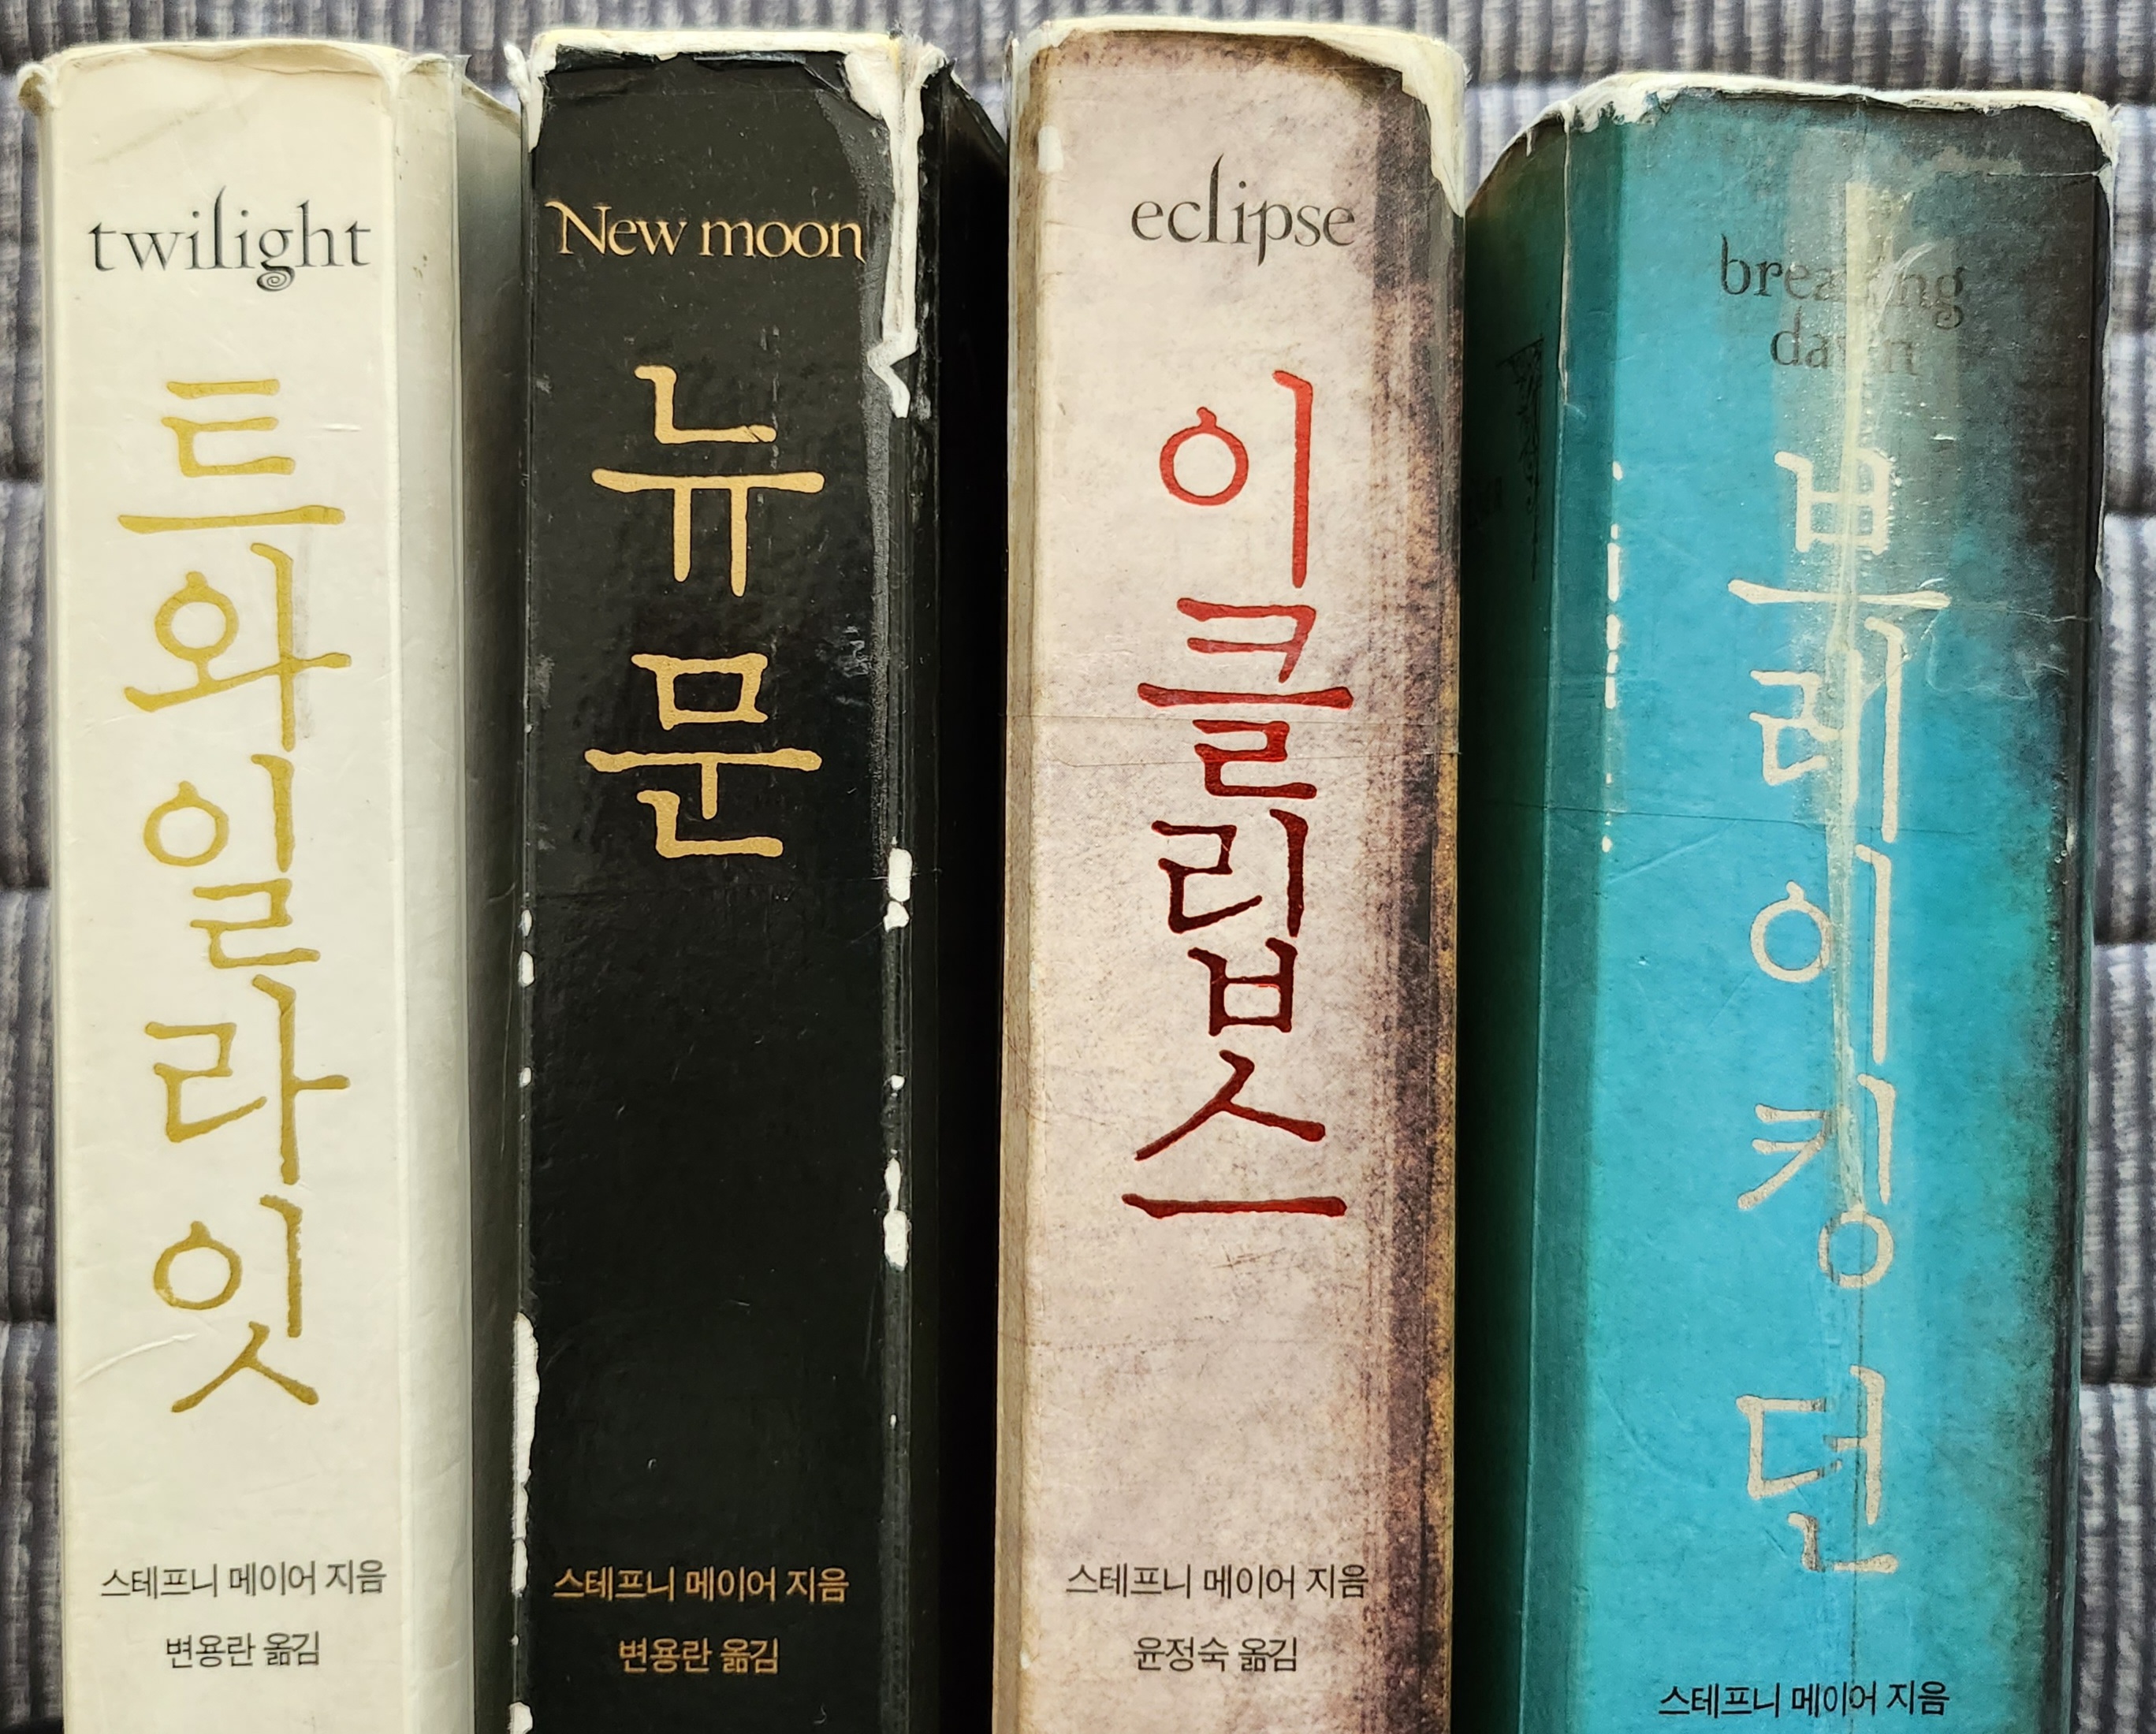 twilight
트와일라잇
스테프니 메이어 지음
변용란 옮김
New moon
뉴문
스테프니 메이어 지음
변용란 옮김
eclipse
이클립스
스테프니 메이어 지음
윤정숙 옮김
breaking
dawn
브레이킹 던
스테프니 메이어 지음